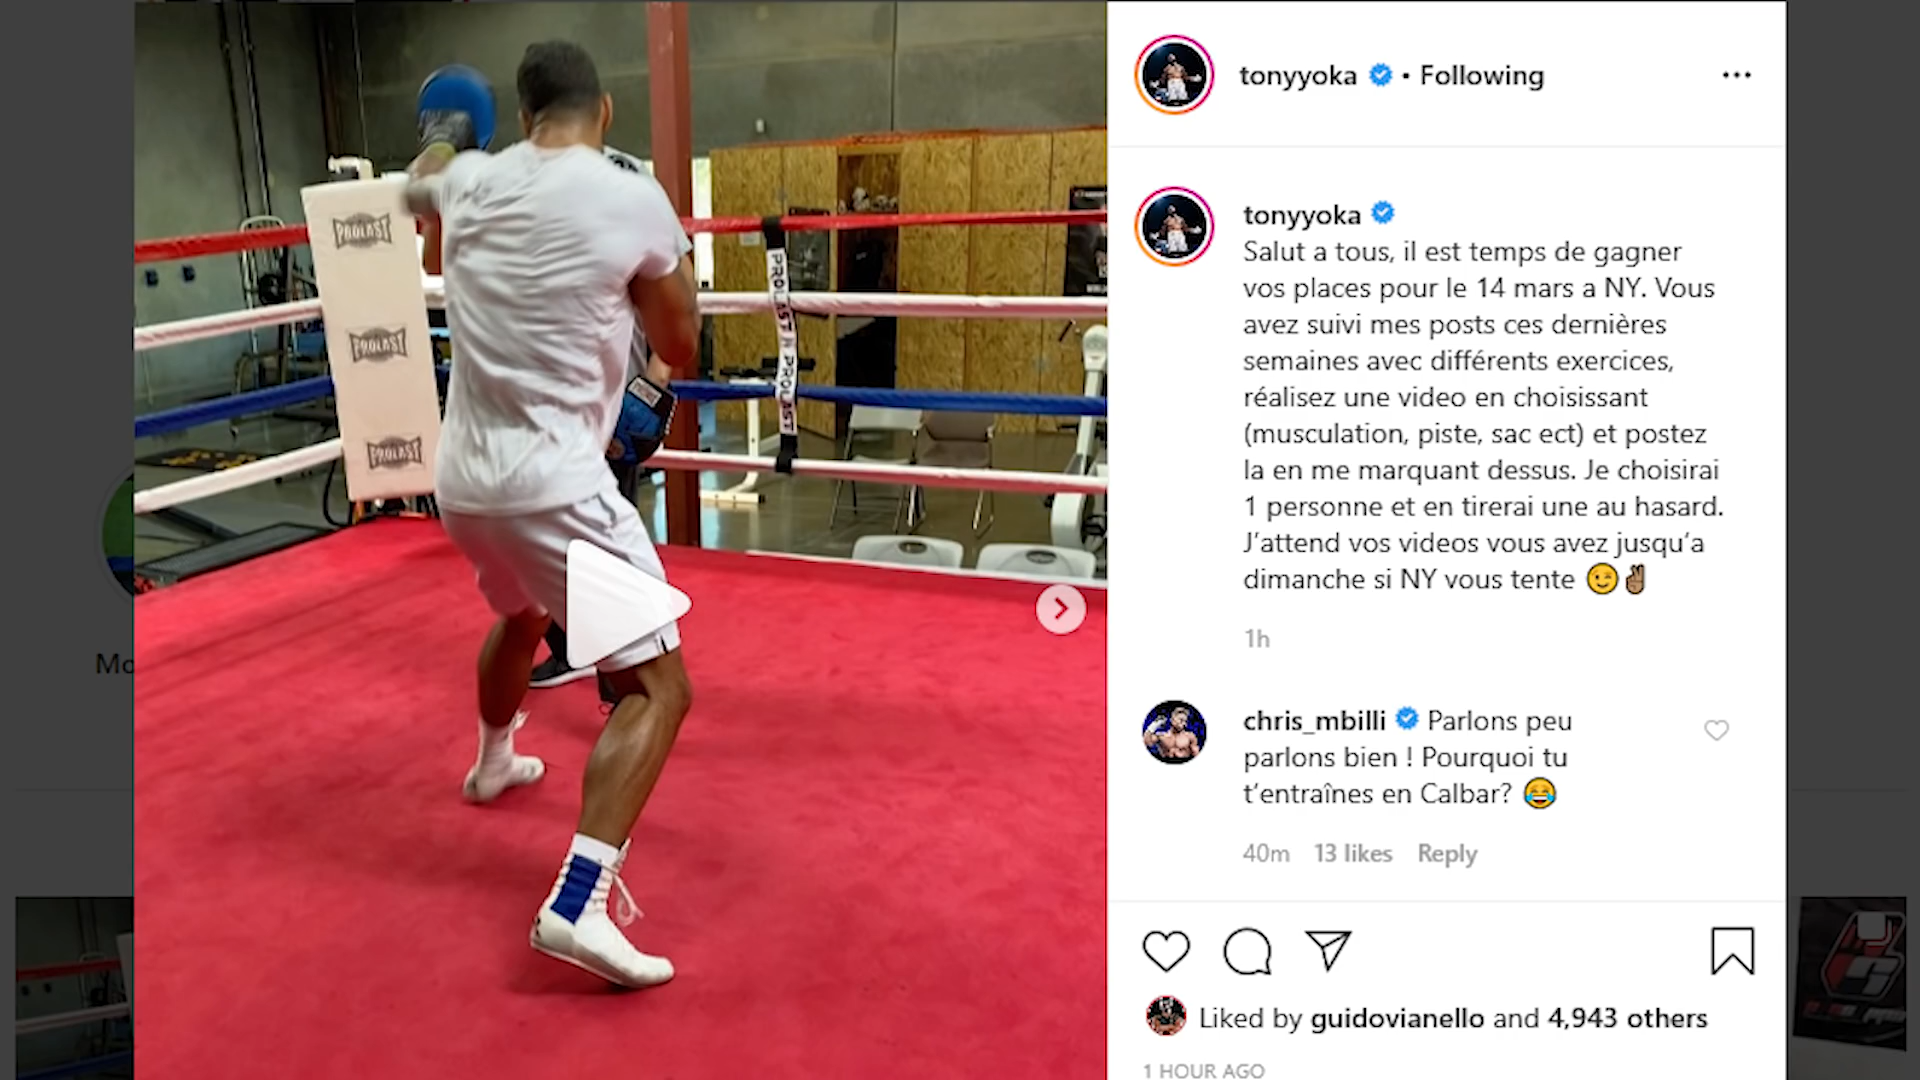 tonyyoka • Following
tonyyoka
Salut a tous, il est temps de gagner
vos places pour le 14 mars a NY. Vous
avez suivi mes posts ces dernières
semaines avec différents exercices,
réalisez une video en choisissant
(musculation, piste, sac ect) et postez
la en me marquant dessus. Je choisirai
1 personne et en tirerai une au hasard.
J'attend vos videos vous avez jusqu'a
dimanche si NY vous tente 😉✌🏾
1h
chris_mbilli Parlons peu
parlons bien ! Pourquoi tu
t'entraînes en Calbar? 😂
40m 13 likes Reply
Liked by guidovianello and 4,943 others
1 HOUR AGO
PROLAST
PROLAST
PROLAST
PROLAST PROLAST
Mo